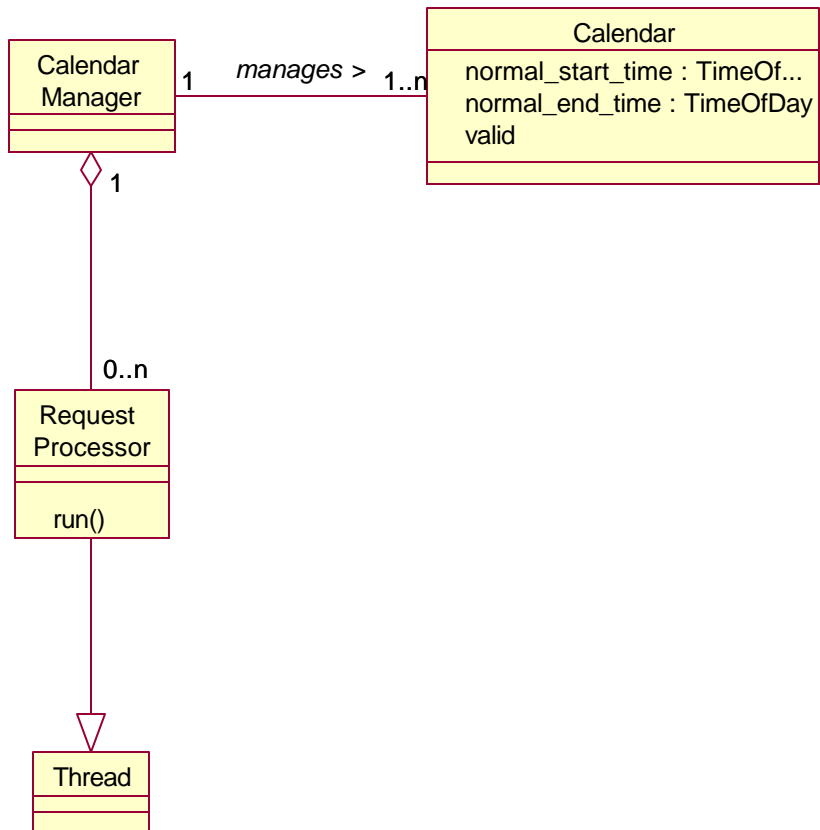 Calendar
Manager
1
manages >
1..n
Calendar
normal_start_time : TimeOf...
normal_end_time : TimeOfDay
valid
1
0..n
Request
Processor
run()
Thread